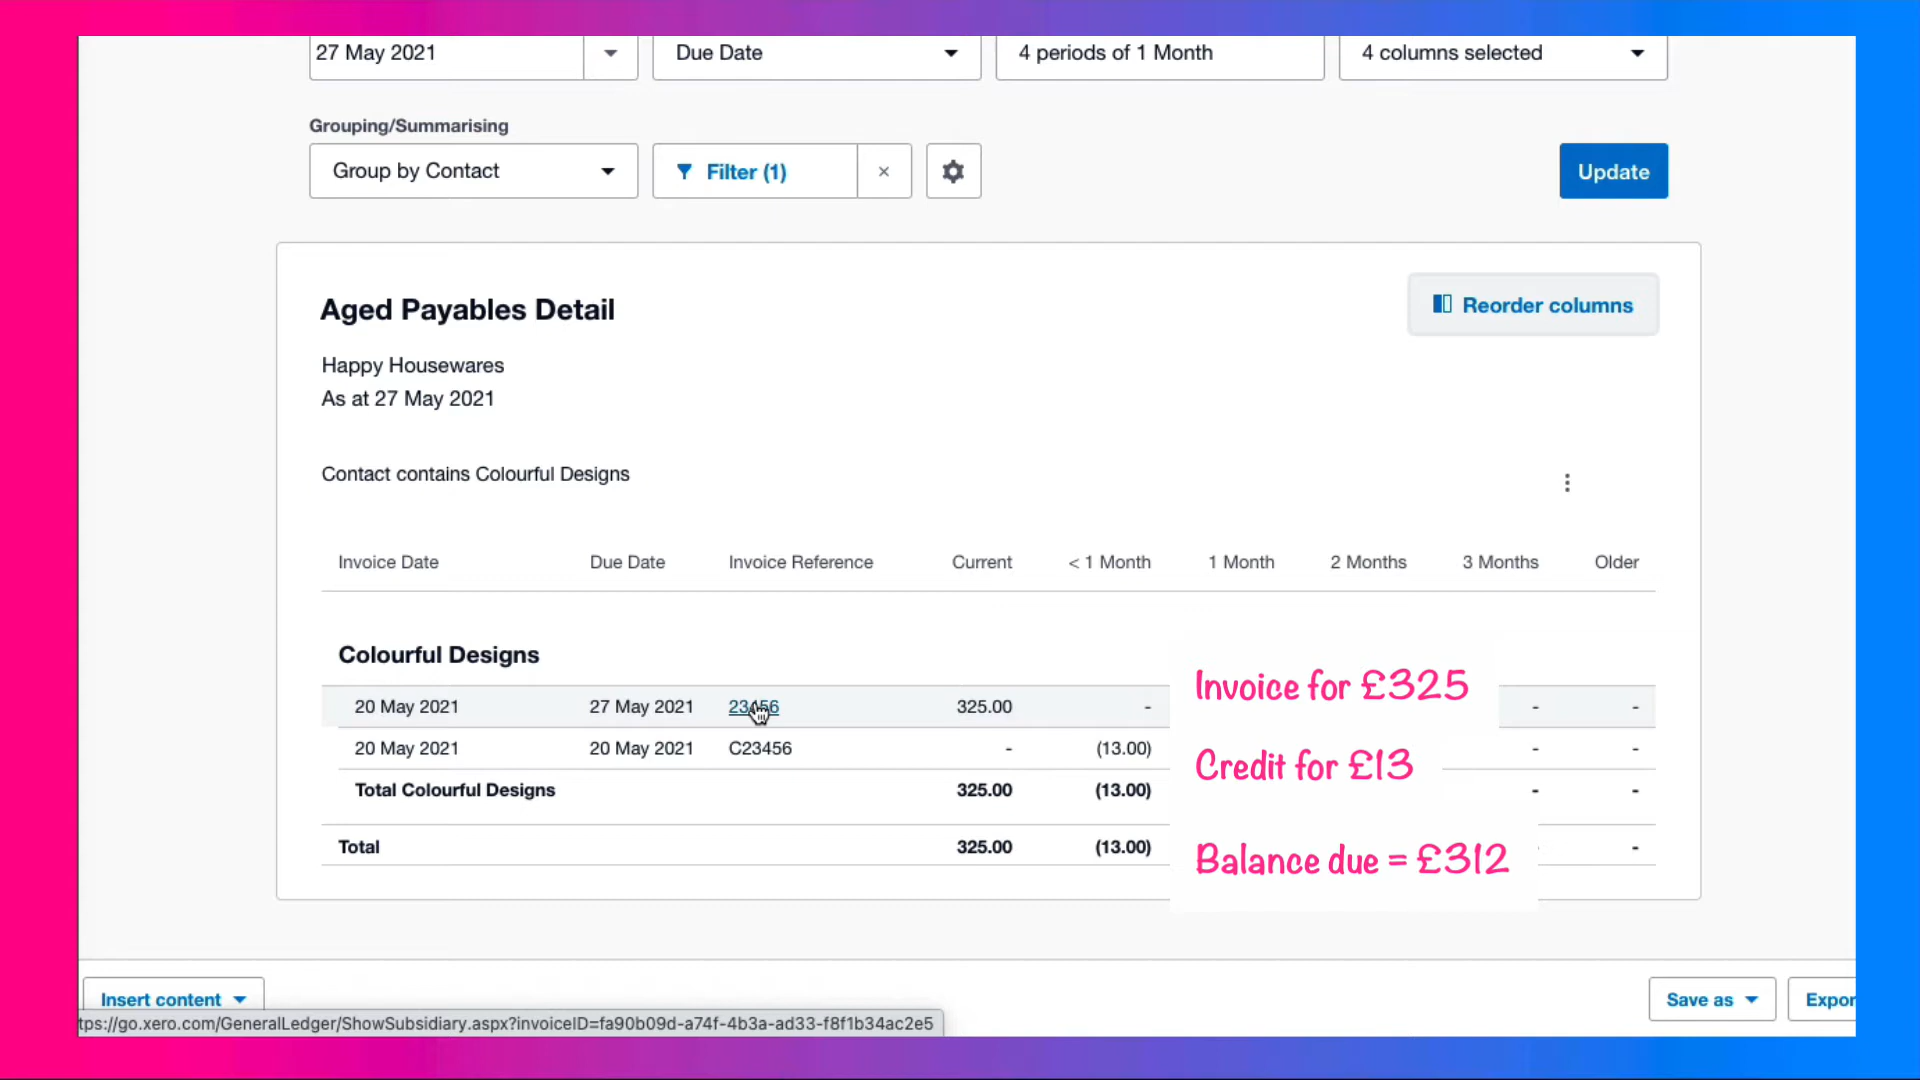 27 May 2021 Due Date 4 periods of 1 Month 4 columns selected
Grouping/Summarising
Group by Contact Filter (1) × Update
Aged Payables Detail Reorder columns
Happy Housewares
As at 27 May 2021
Contact contains Colourful Designs
Invoice Date Due Date Invoice Reference Current < 1 Month 1 Month 2 Months 3 Months Older
Colourful Designs
20 May 2021 27 May 2021 23456 325.00 - - -
Invoice for £325
20 May 2021 20 May 2021 C23456 - (13.00) - -
Credit for £13
Total Colourful Designs 325.00 (13.00) - -
Total 325.00 (13.00) -
Balance due = £312
Insert content Save as Expor
tps://go.xero.com/GeneralLedger/ShowSubsidiary.aspx?invoiceID=fa90b09d-a74f-4b3a-ad33-f8f1b34ac2e5